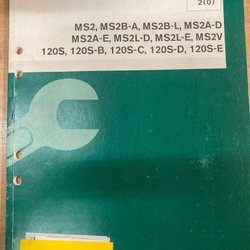 2(0)
MS2, MS2B-A, MS2B-L, MS2A-D
MS2A-E, MS2L-D, MS2L-E, MS2V
120S, 120S-B, 120S-C, 120S-D, 120S-E